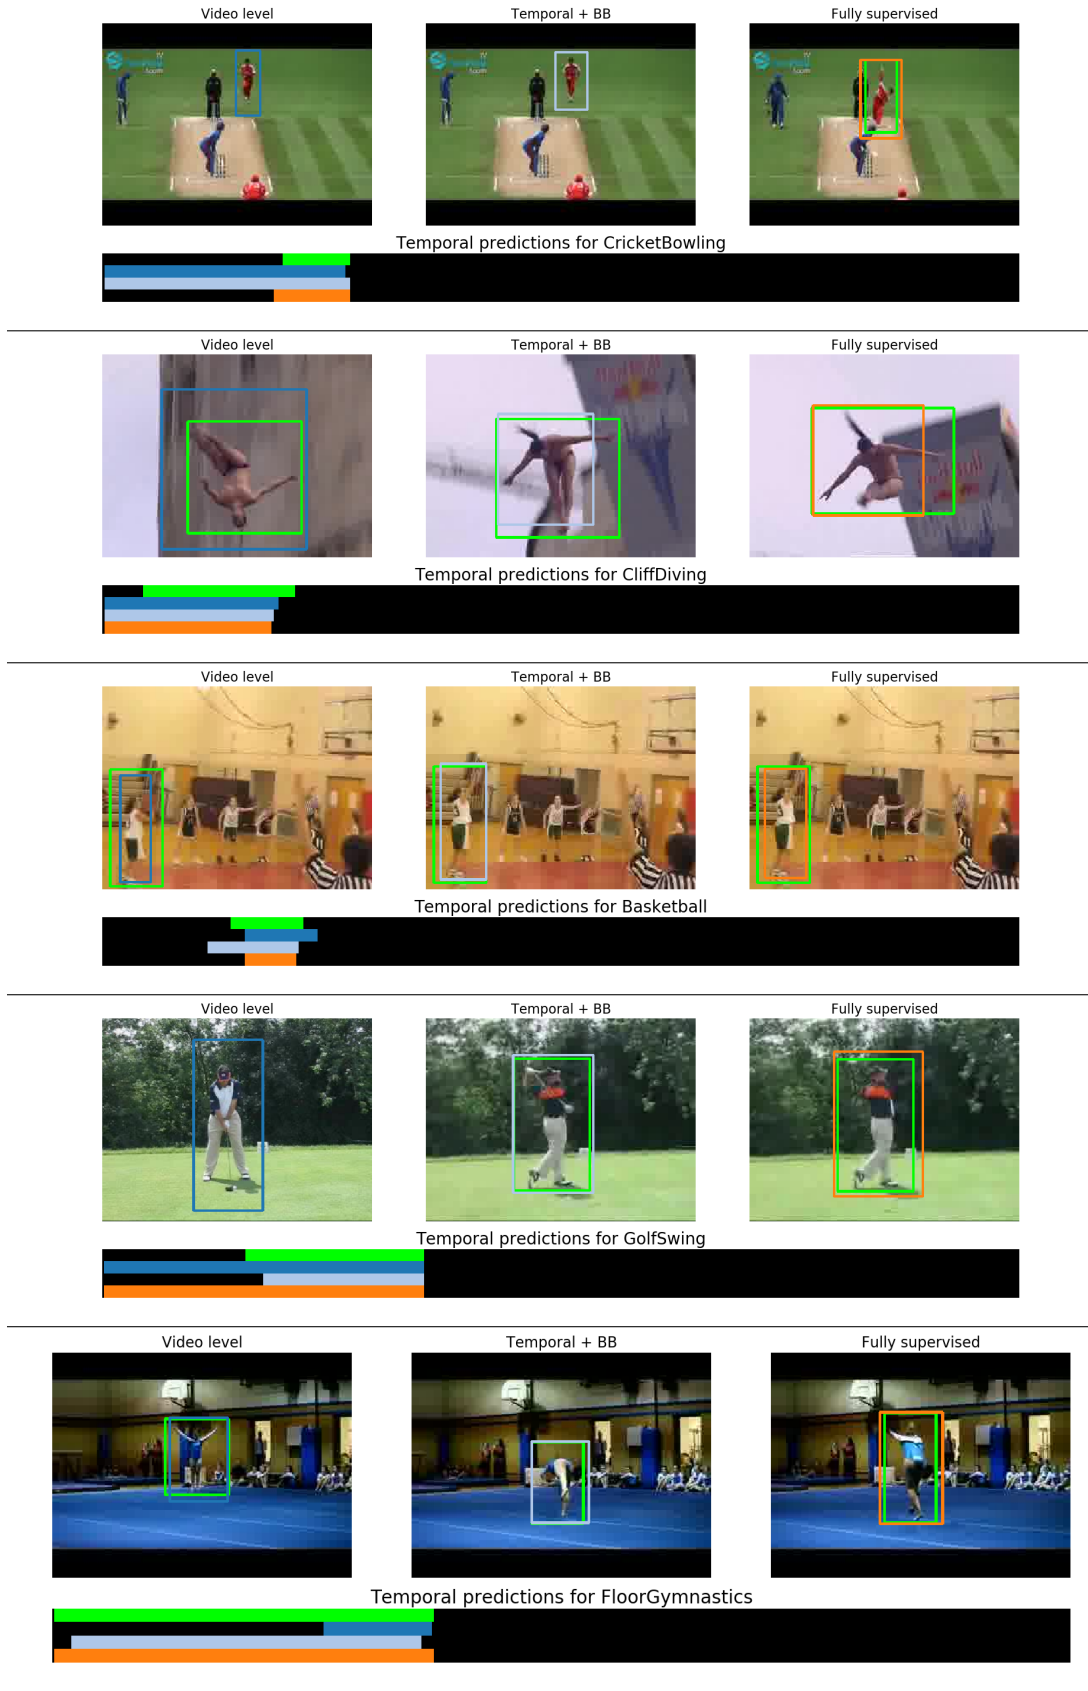 Video level
Temporal + BB
Fully supervised
Temporal predictions for CricketBowling
Video level
Temporal + BB
Fully supervised
Temporal predictions for CliffDiving
Video level
Temporal + BB
Fully supervised
Temporal predictions for Basketball
Video level
Temporal + BB
Fully supervised
Temporal predictions for GolfSwing
Video level
Temporal + BB
Fully supervised
Temporal predictions for FloorGymnastics